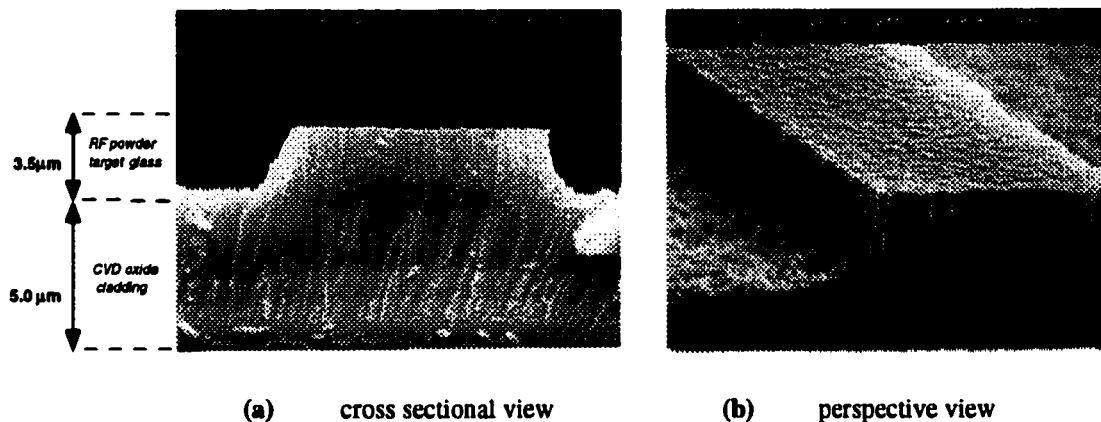 3.5μm
RF powder
target glass
5.0 μm
CVD oxide
cladding
(a) cross sectional view
(b) perspective view